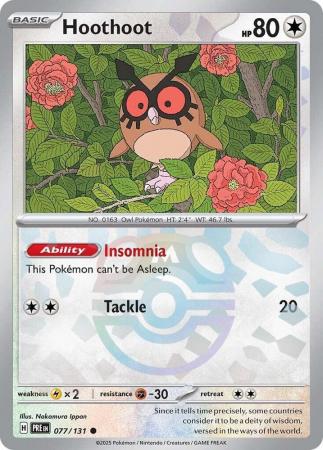 BASIC
Hoothoot
HP 80
NO. 0163 Owl Pokémon HT: 2'4" WT: 46.7 lbs.
Ability Insomnia
This Pokémon can't be Asleep.
Tackle 20
weakness ×2 resistance -30 retreat
Illus. Nakamura Ippan
H PRE EN 077/131
Since it tells time precisely, some countries
consider it to be a deity of wisdom,
versed in the ways of the world.
©2025 Pokémon / Nintendo / Creatures / GAME FREAK